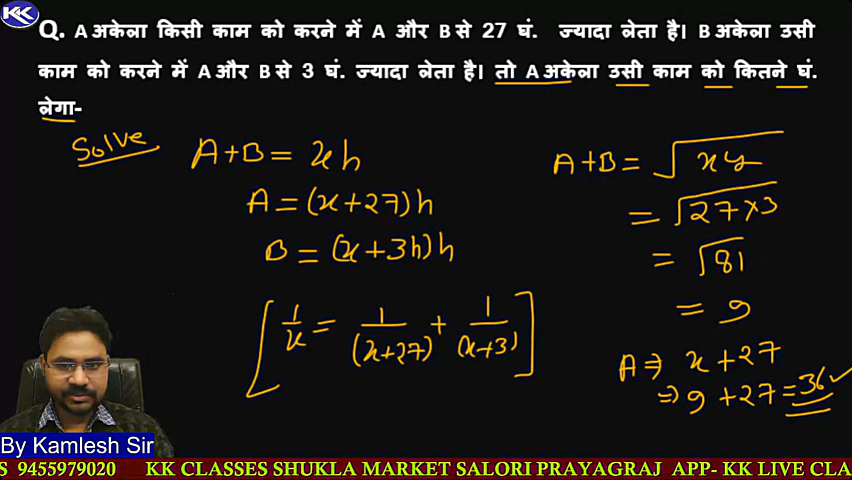 KK
Q. A अकेला किसी काम को करने में A और B से 27 घं. ज्यादा लेता है। B अकेला उसी
काम को करने में A और B से 3 घं. ज्यादा लेता है। तो A अकेला उसी काम को कितने घं.
लेगा-
Solve
A+B = xh
A = (x+27)h
B = (x+3h)h
[1/x = 1/(x+27) + 1/(x+3)]
A+B = √xy
= √27×3
= √81
= 9
A ⇒ x+27
⇒ 9+27 = 36 ✓
By Kamlesh Sir
S 9455979020 KK CLASSES SHUKLA MARKET SALORI PRAYAGRAJ APP- KK LIVE CLA